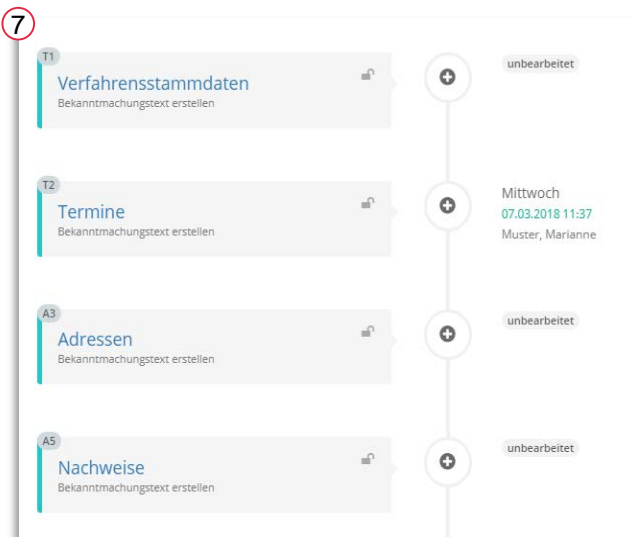 7
T1
Verfahrensstammdaten
Bekanntmachungstext erstellen
unbearbeitet
T2
Termine
Bekanntmachungstext erstellen
Mittwoch
07.03.2018 11:37
Muster, Marianne
A3
Adressen
Bekanntmachungstext erstellen
unbearbeitet
A5
Nachweise
Bekanntmachungstext erstellen
unbearbeitet